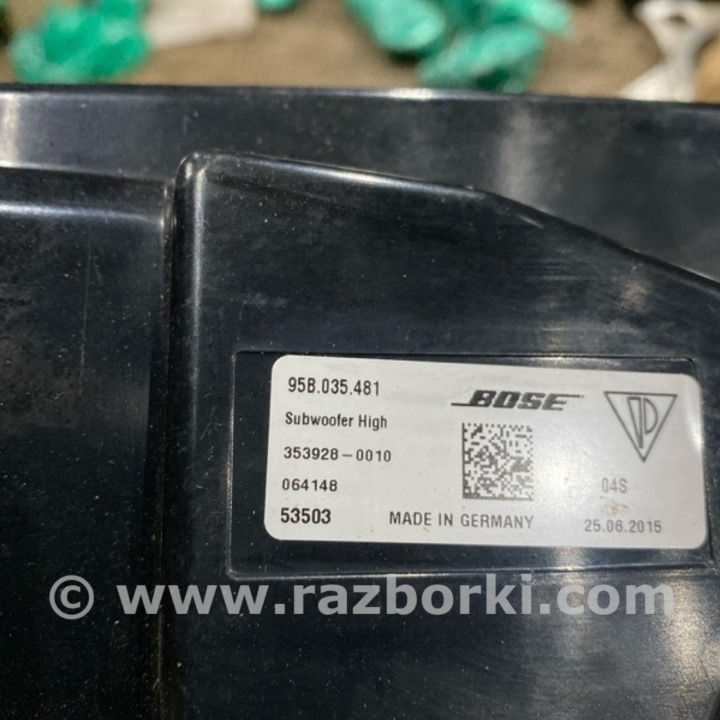 95B.035.481
BOSE
Subwoofer High
353928-0010
064148
04S
53503
MADE IN GERMANY
25.06.2015
© www.razborki.com